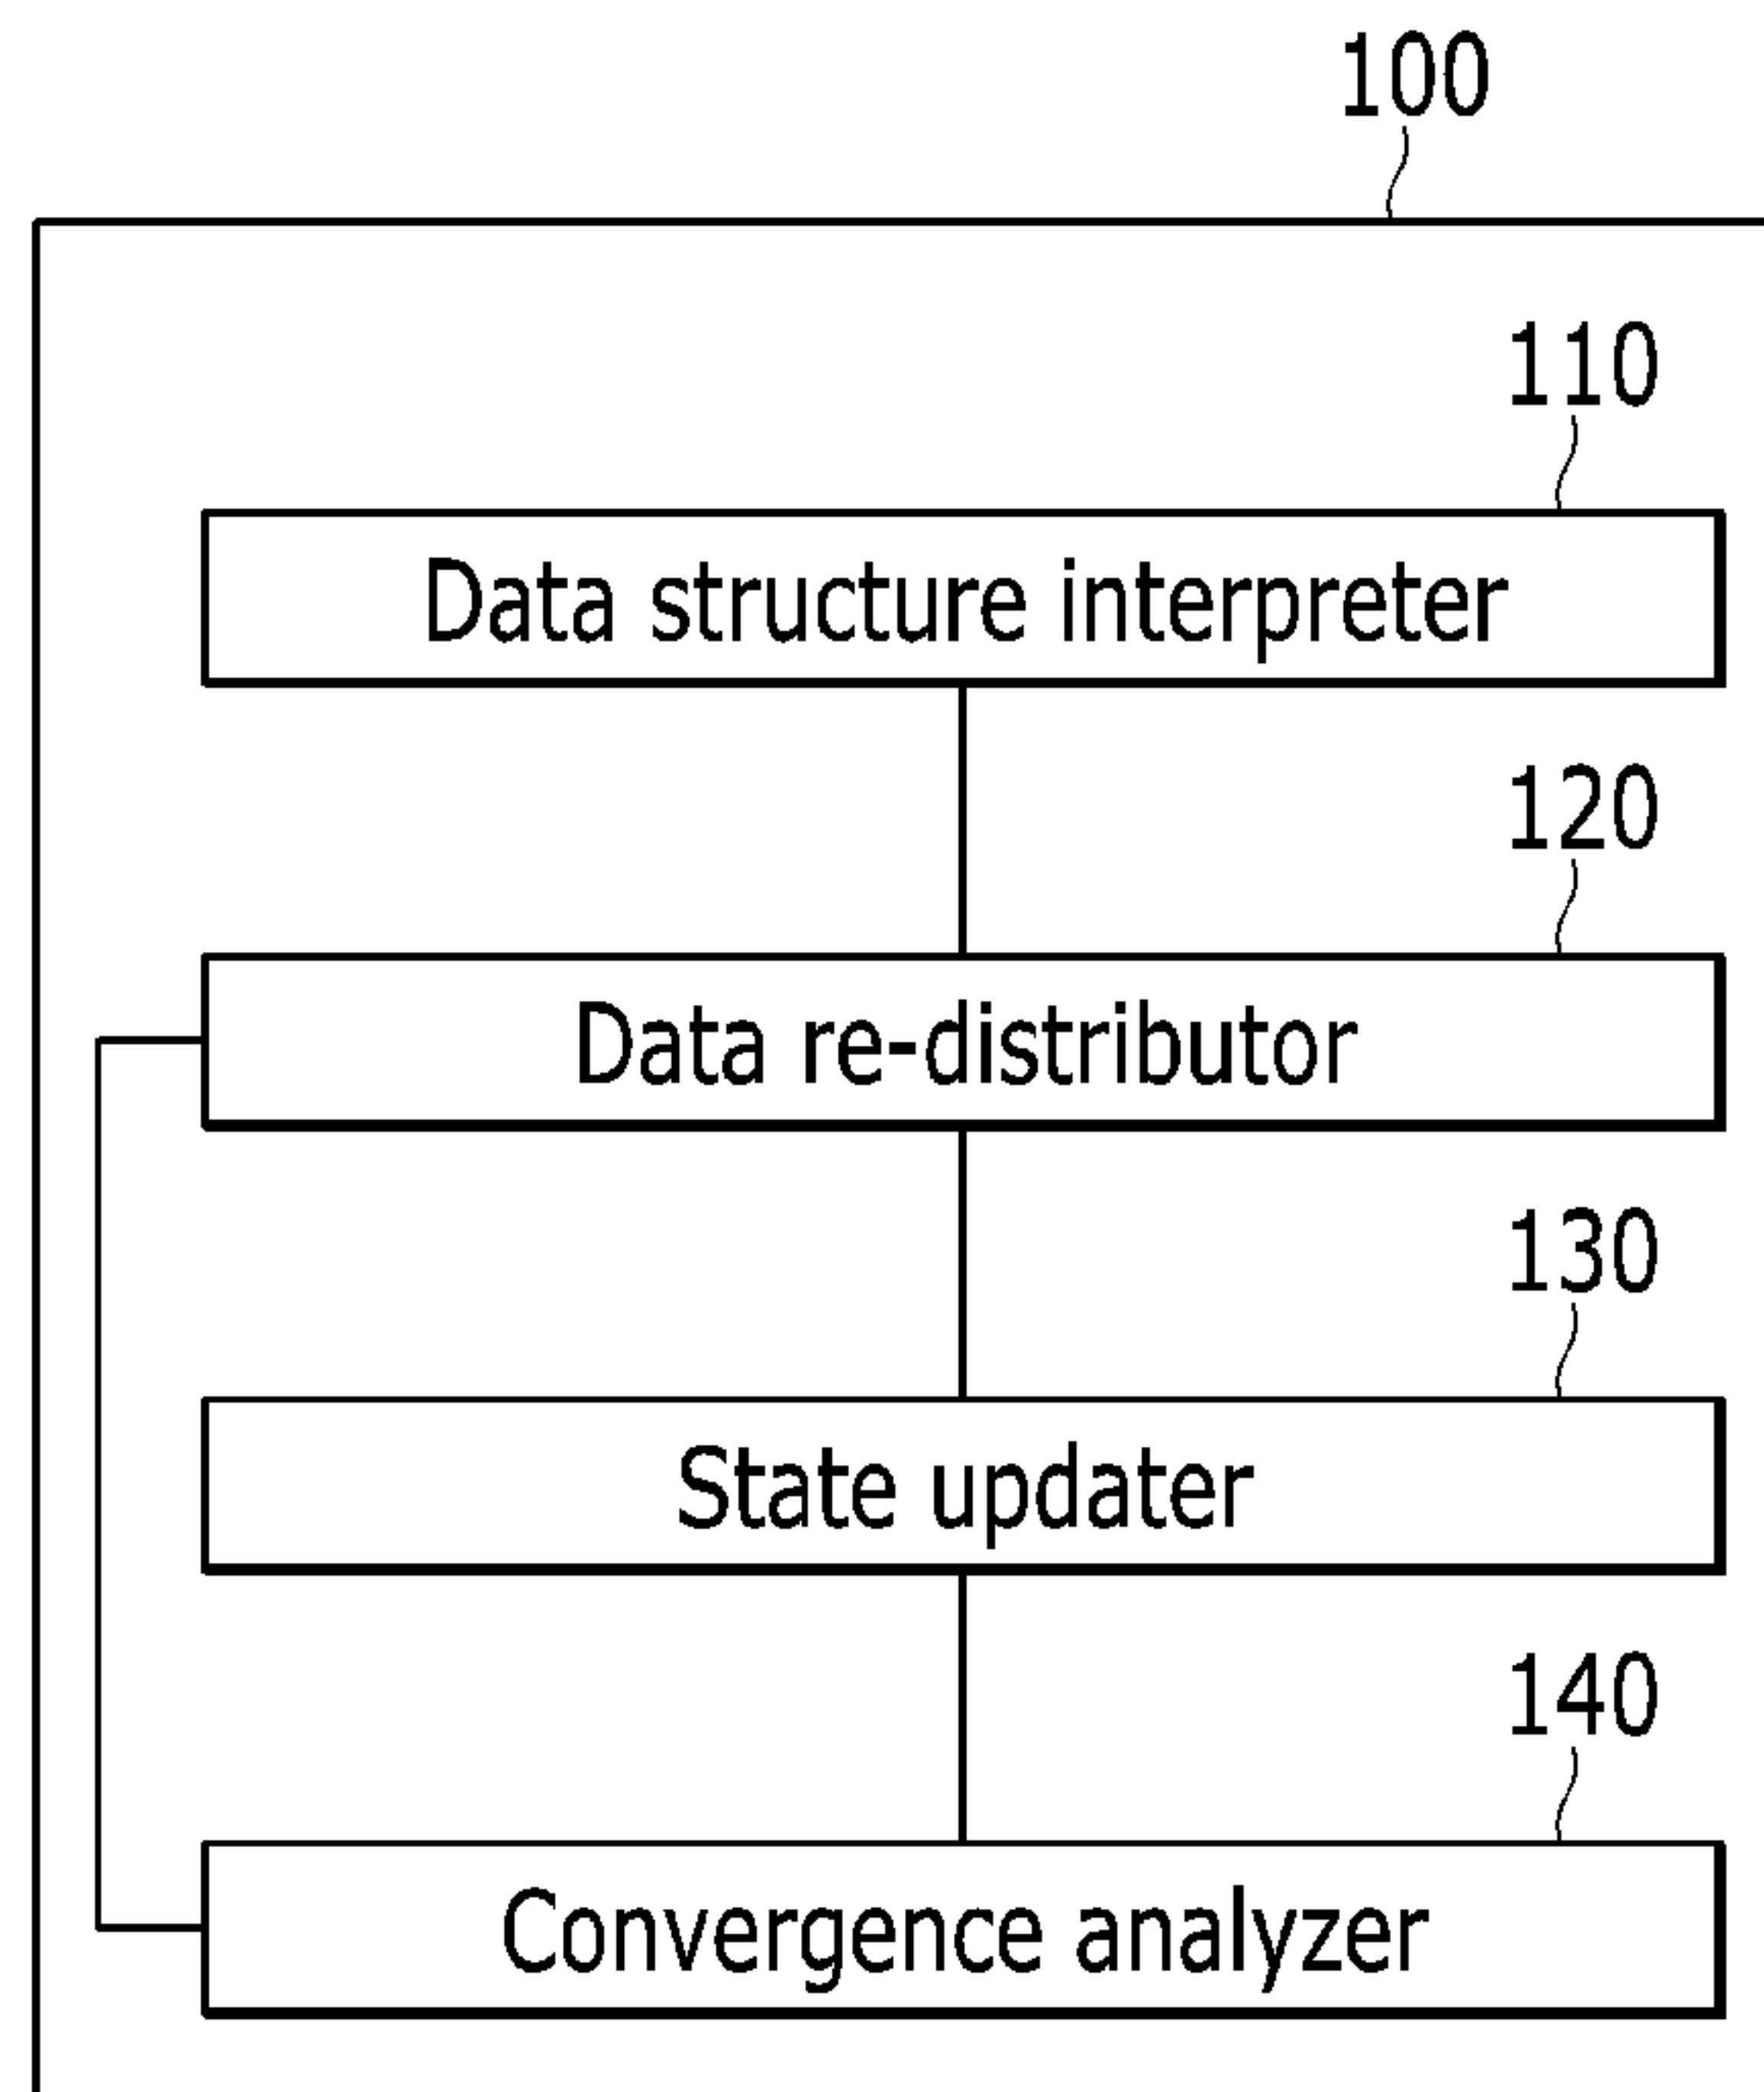 100
110
Data structure interpreter
120
Data re-distributor
130
State updater
140
Convergence analyzer